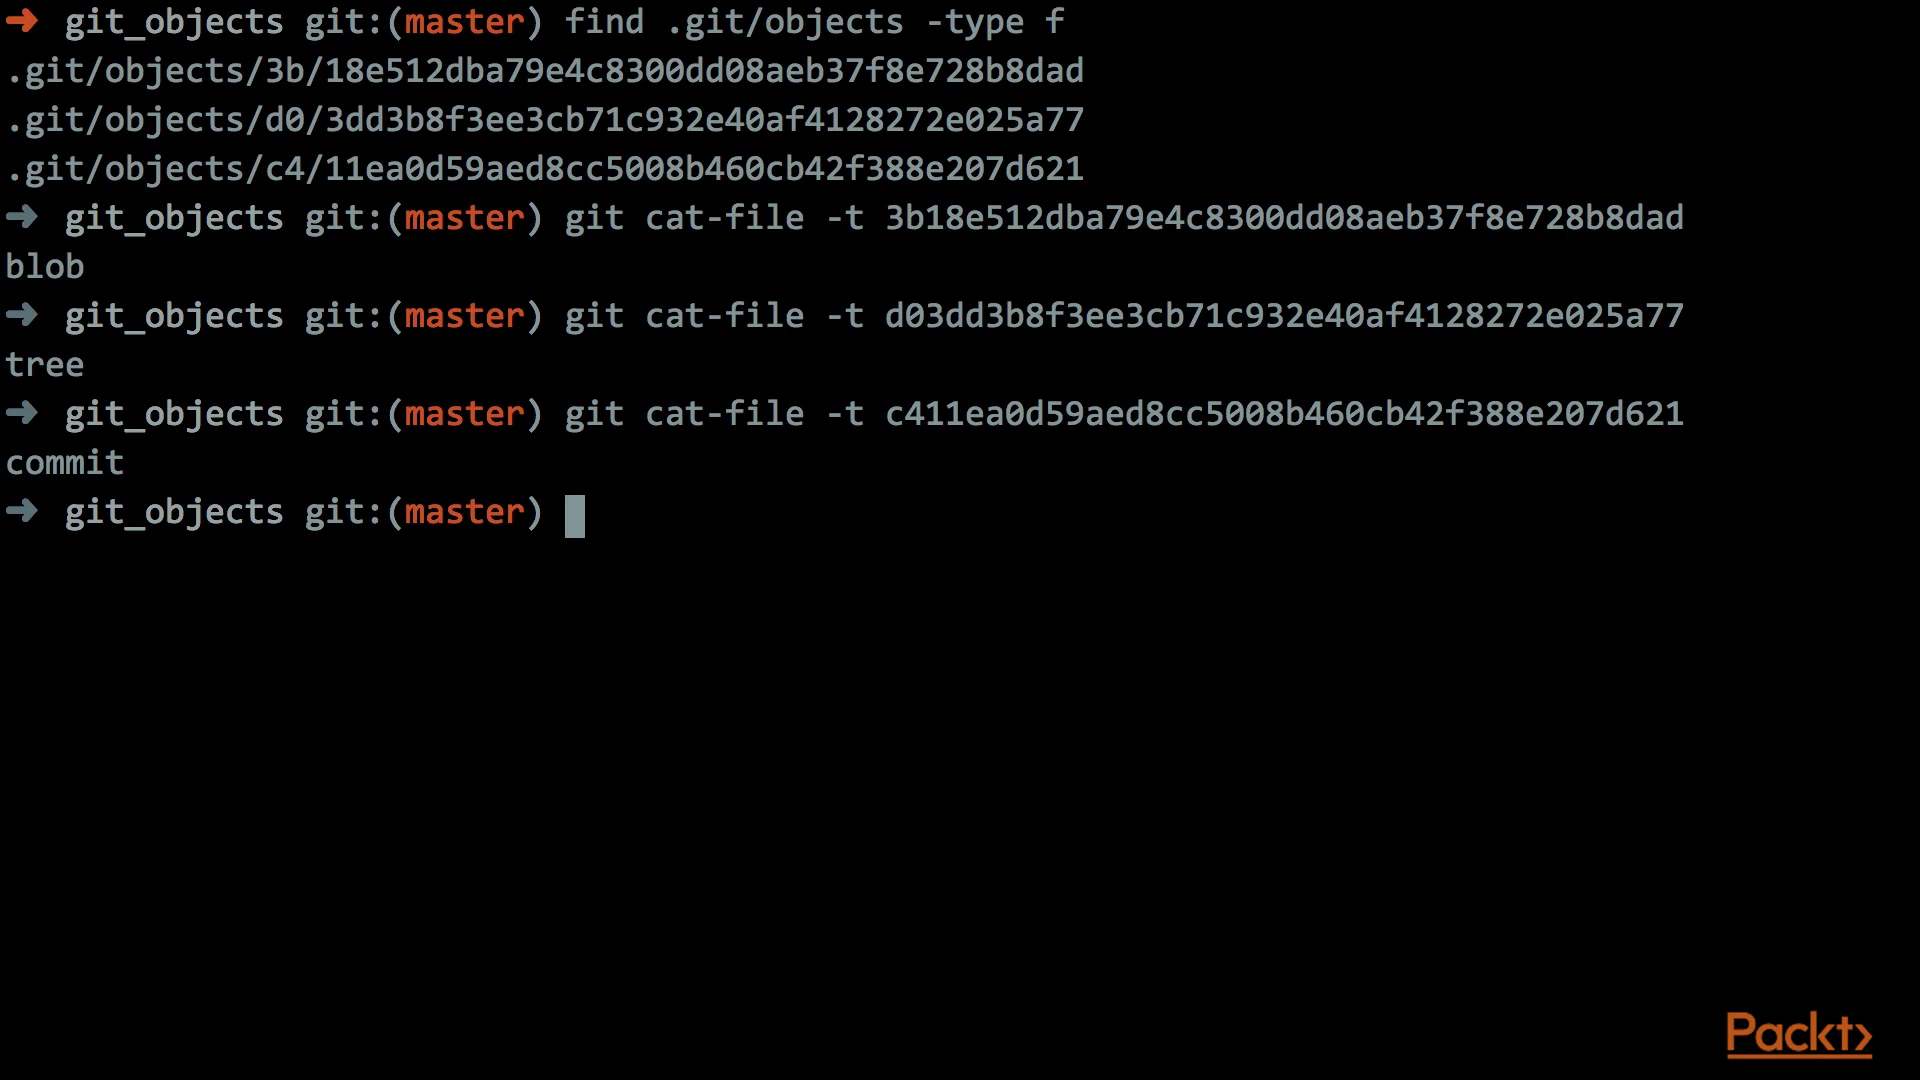 ➜ git_objects git:(master) find .git/objects -type f
.git/objects/3b/18e512dba79e4c8300dd08aeb37f8e728b8dad
.git/objects/d0/3dd3b8f3ee3cb71c932e40af4128272e025a77
.git/objects/c4/11ea0d59aed8cc5008b460cb42f388e207d621
➜ git_objects git:(master) git cat-file -t 3b18e512dba79e4c8300dd08aeb37f8e728b8dad
blob
➜ git_objects git:(master) git cat-file -t d03dd3b8f3ee3cb71c932e40af4128272e025a77
tree
➜ git_objects git:(master) git cat-file -t c411ea0d59aed8cc5008b460cb42f388e207d621
commit
➜ git_objects git:(master)
Packt>